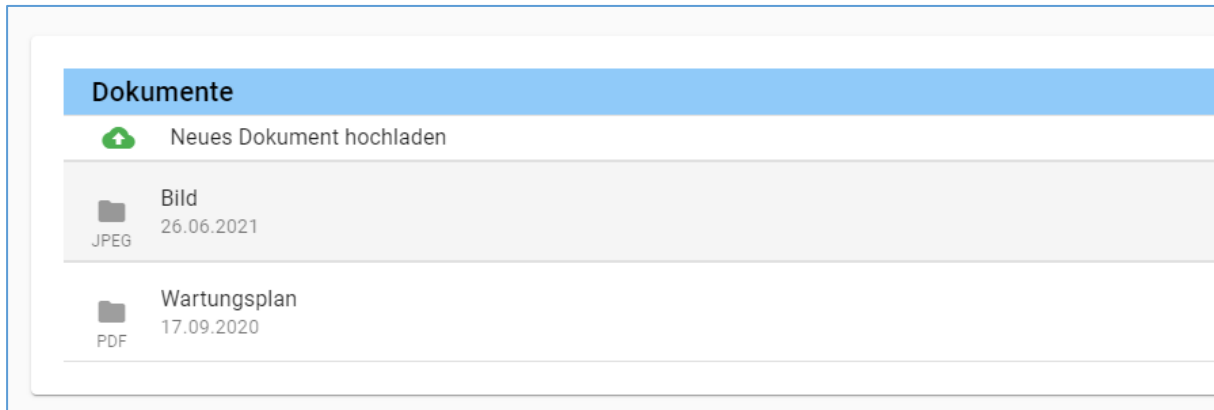 Dokumente
Neues Dokument hochladen
Bild
26.06.2021
JPEG
Wartungsplan
17.09.2020
PDF